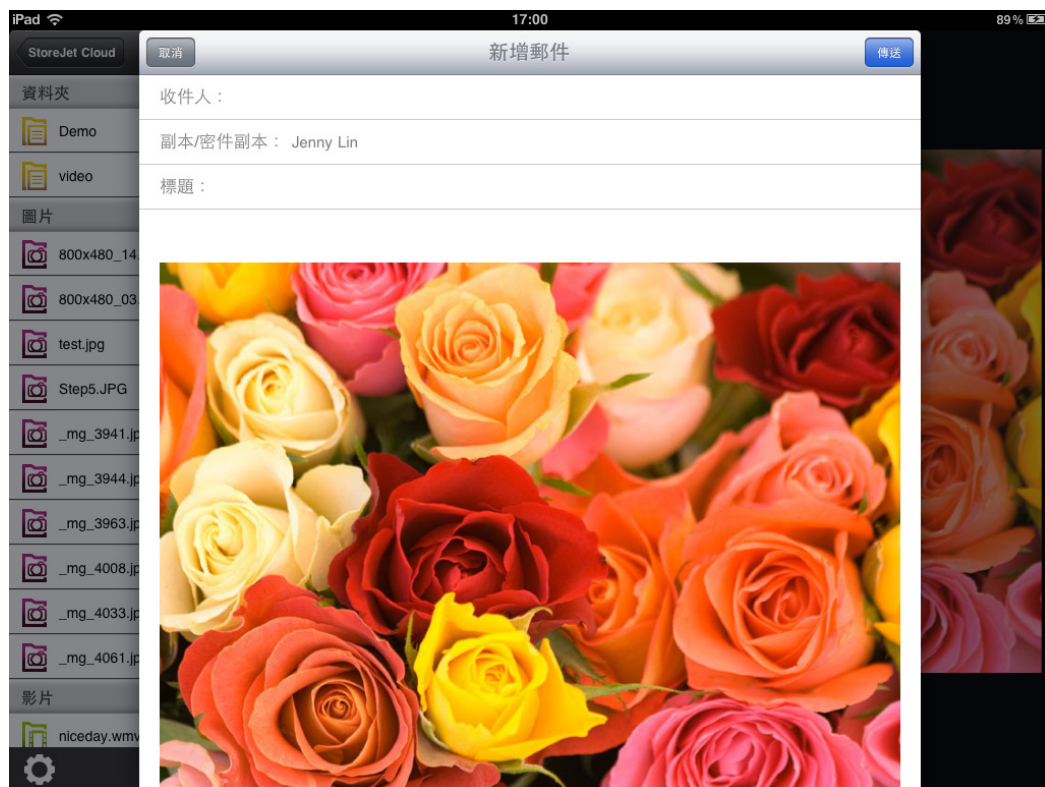 iPad 17:00 89%
StoreJet Cloud
取消 新增郵件 傳送
資料夾
Demo
video
圖片
800x480_14.
800x480_03.
test.jpg
Step5.JPG
_mg_3941.jp
_mg_3944.jp
_mg_3963.jp
_mg_4008.jp
_mg_4033.jp
_mg_4061.jp
影片
niceday.wmv
收件人：
副本/密件副本： Jenny Lin
標題：